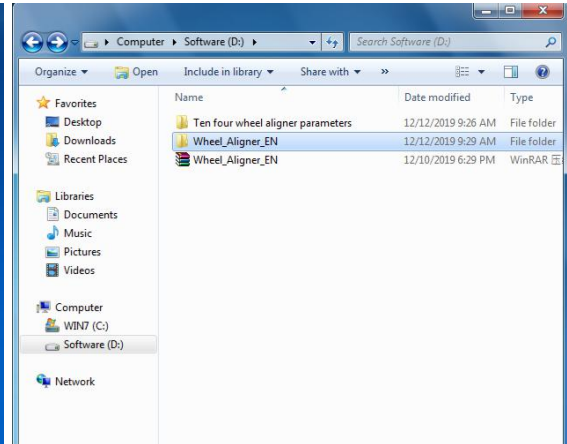 Computer ▸ Software (D:) ▸ Search Software (D:)
Organize Open Include in library Share with »
Name Date modified Type
Favorites
Desktop
Downloads
Recent Places
Libraries
Documents
Music
Pictures
Videos
Computer
WIN7 (C:)
Software (D:)
Network
Ten four wheel aligner parameters 12/12/2019 9:26 AM File folder
Wheel_Aligner_EN 12/12/2019 9:29 AM File folder
Wheel_Aligner_EN 12/10/2019 6:29 PM WinRAR